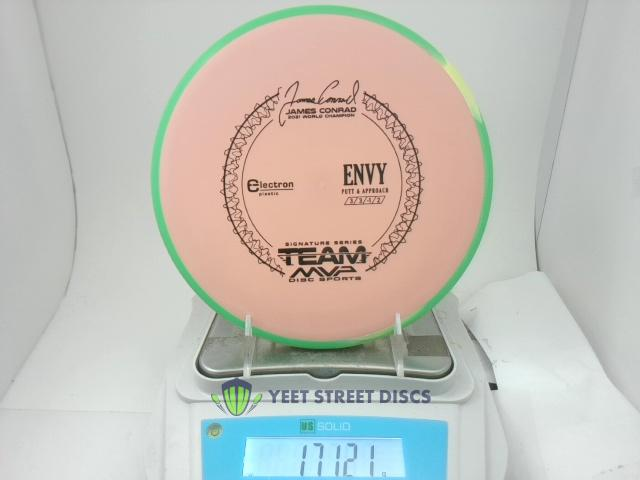 James Conrad
JAMES CONRAD
2021 WORLD CHAMPION
electron
plastic
ENVY
PUTT & APPROACH
3/3/-1/2
SIGNATURE SERIES
TEAM
MVP
DISC SPORTS
YEET STREET DISCS
US SOLID
171.21 g